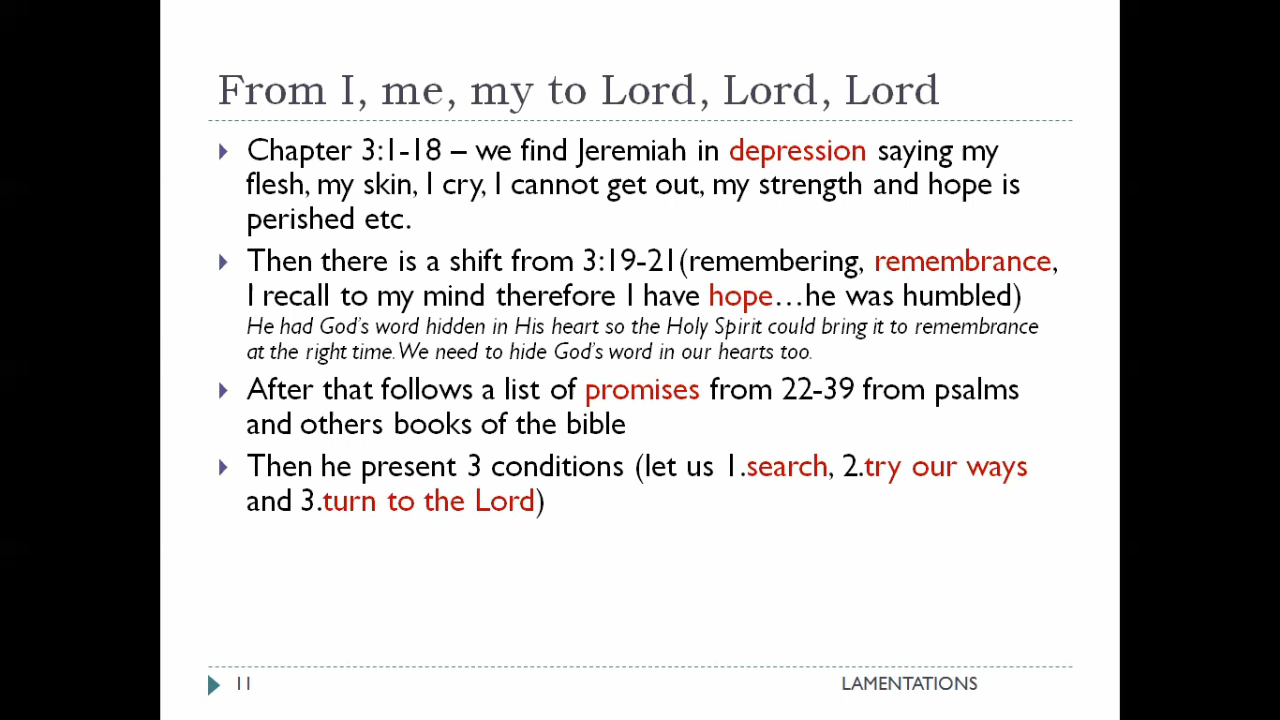 From I, me, my to Lord, Lord, Lord
Chapter 3:1-18 – we find Jeremiah in depression saying my
flesh, my skin, I cry, I cannot get out, my strength and hope is
perished etc.
Then there is a shift from 3:19-21(remembering, remembrance,
I recall to my mind therefore I have hope…he was humbled)
He had God's word hidden in His heart so the Holy Spirit could bring it to remembrance
at the right time. We need to hide God's word in our hearts too.
After that follows a list of promises from 22-39 from psalms
and others books of the bible
Then he present 3 conditions (let us 1.search, 2.try our ways
and 3.turn to the Lord)
11 LAMENTATIONS